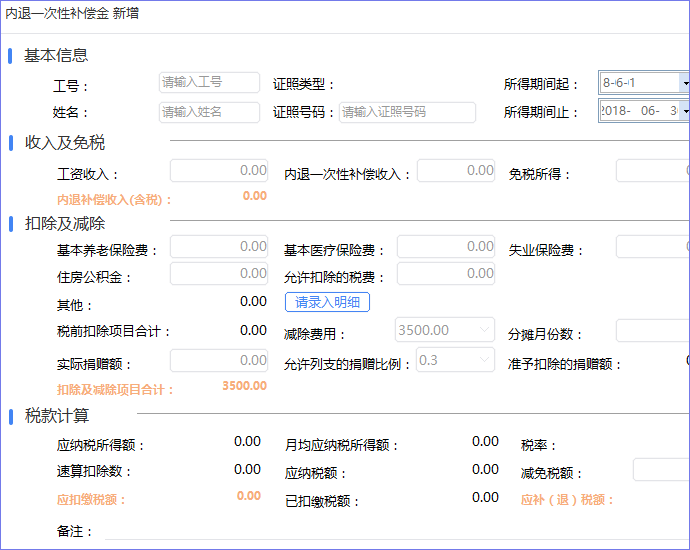 内退一次性补偿金 新增
基本信息
工号： 请输入工号 证照类型： 所得期间起： 8-6-01
姓名： 请输入姓名 证照号码： 请输入证照号码 所得期间止： 2018- 06- 3
收入及免税
工资收入： 0.00 内退一次性补偿收入： 0.00 免税所得： 0
内退补偿收入(含税)： 0.00
扣除及减除
基本养老保险费： 0.00 基本医疗保险费： 0.00 失业保险费： 0
住房公积金： 0.00 允许扣除的税费： 0.00
其他： 0.00 请录入明细
税前扣除项目合计： 0.00 减除费用： 3500.00 分摊月份数：
实际捐赠额： 0.00 允许列支的捐赠比例： 0.3 准予扣除的捐赠额：
扣除及减除项目合计： 3500.00
税款计算
应纳税所得额： 0.00 月均应纳税所得额： 0.00 税率：
速算扣除数： 0.00 应纳税额： 0.00 减免税额：
应扣缴税额： 0.00 已扣缴税额： 0.00 应补（退）税额：
备注：